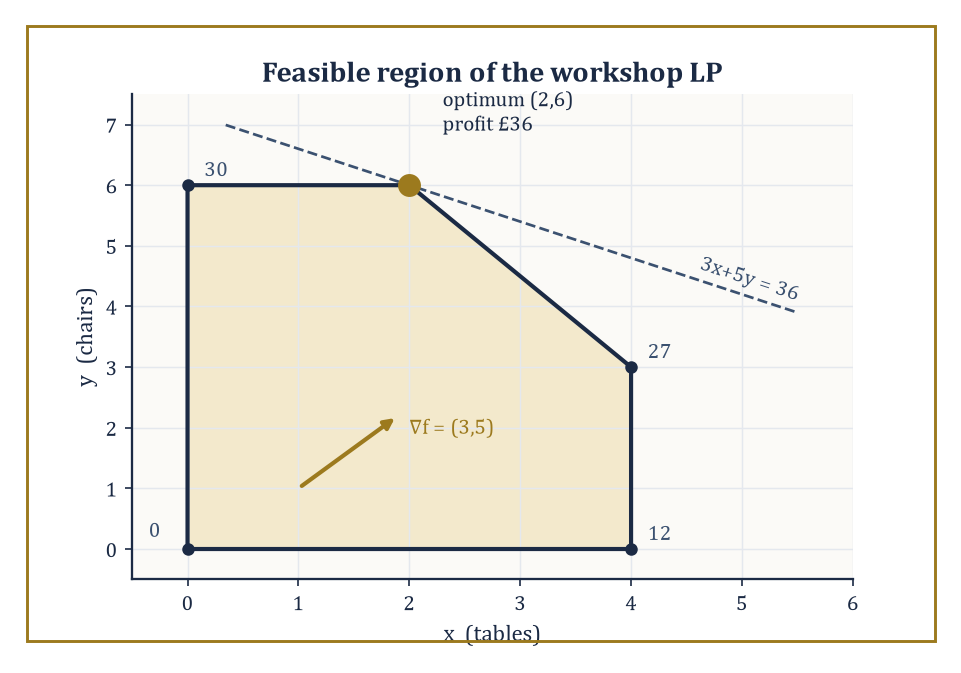 Feasible region of the workshop LP
optimum (2,6)
profit £36
7
30
6
5
3x+5y = 36
4
y (chairs)
27
3
2
∇f = (3,5)
1
0
12
0
0
1
2
3
4
5
6
x (tables)